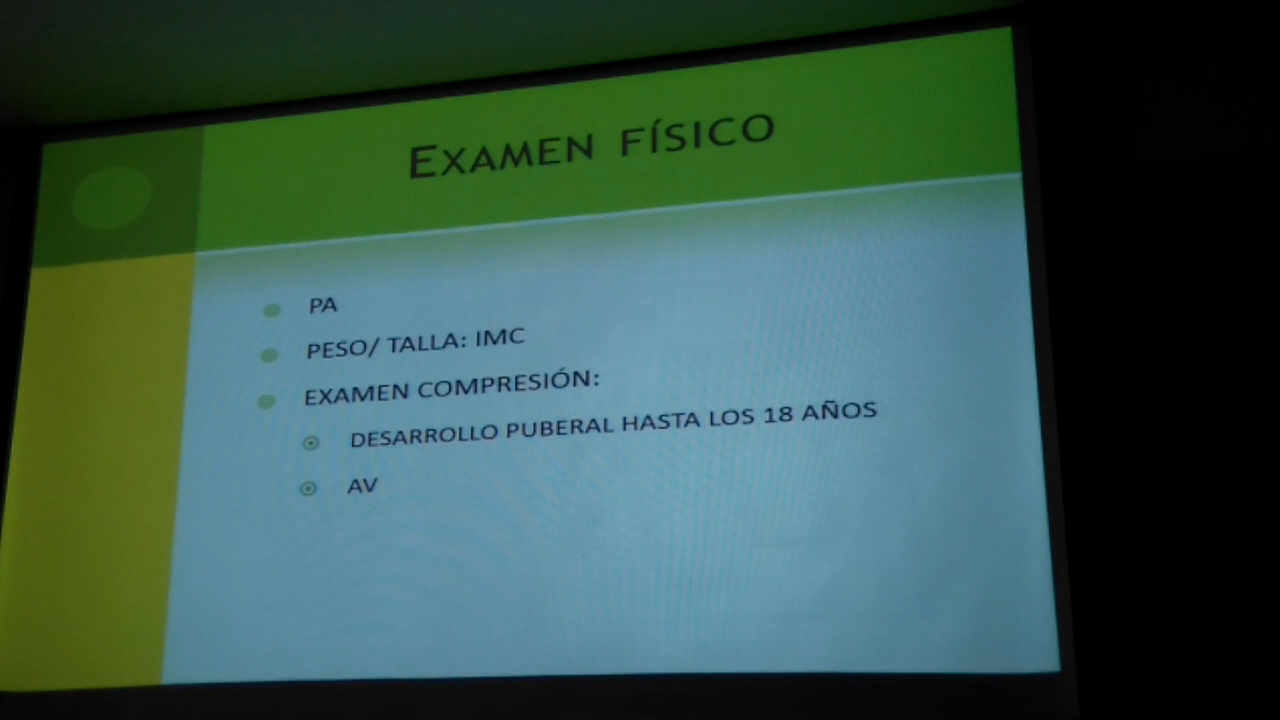 EXAMEN FÍSICO
PA
PESO/ TALLA: IMC
EXAMEN COMPRESIÓN:
DESARROLLO PUBERAL HASTA LOS 18 AÑOS
AV